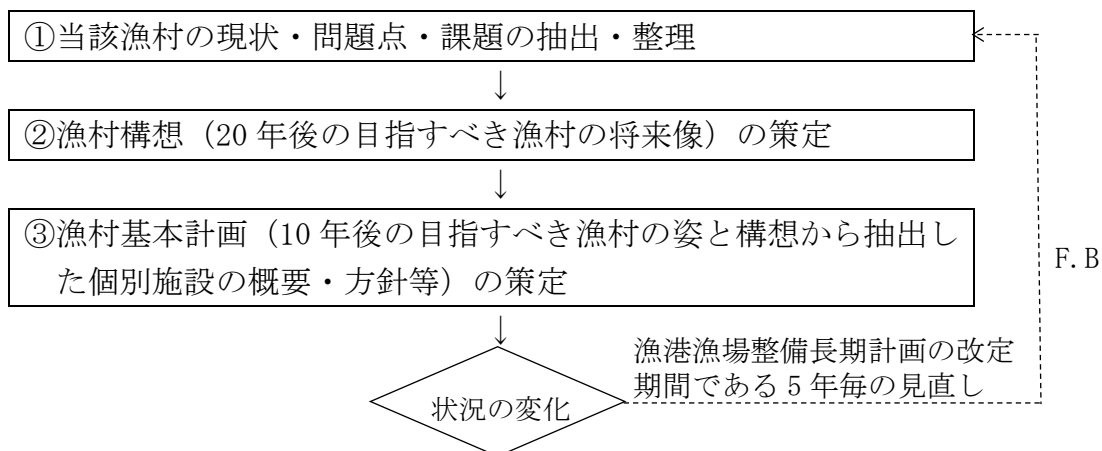 ①当該漁村の現状・問題点・課題の抽出・整理
↓
②漁村構想（20 年後の目指すべき漁村の将来像）の策定
↓
③漁村基本計画（10 年後の目指すべき漁村の姿と構想から抽出し
た個別施設の概要・方針等）の策定
↓
漁港漁場整備長期計画の改定
期間である 5 年毎の見直し
状況の変化
F.B